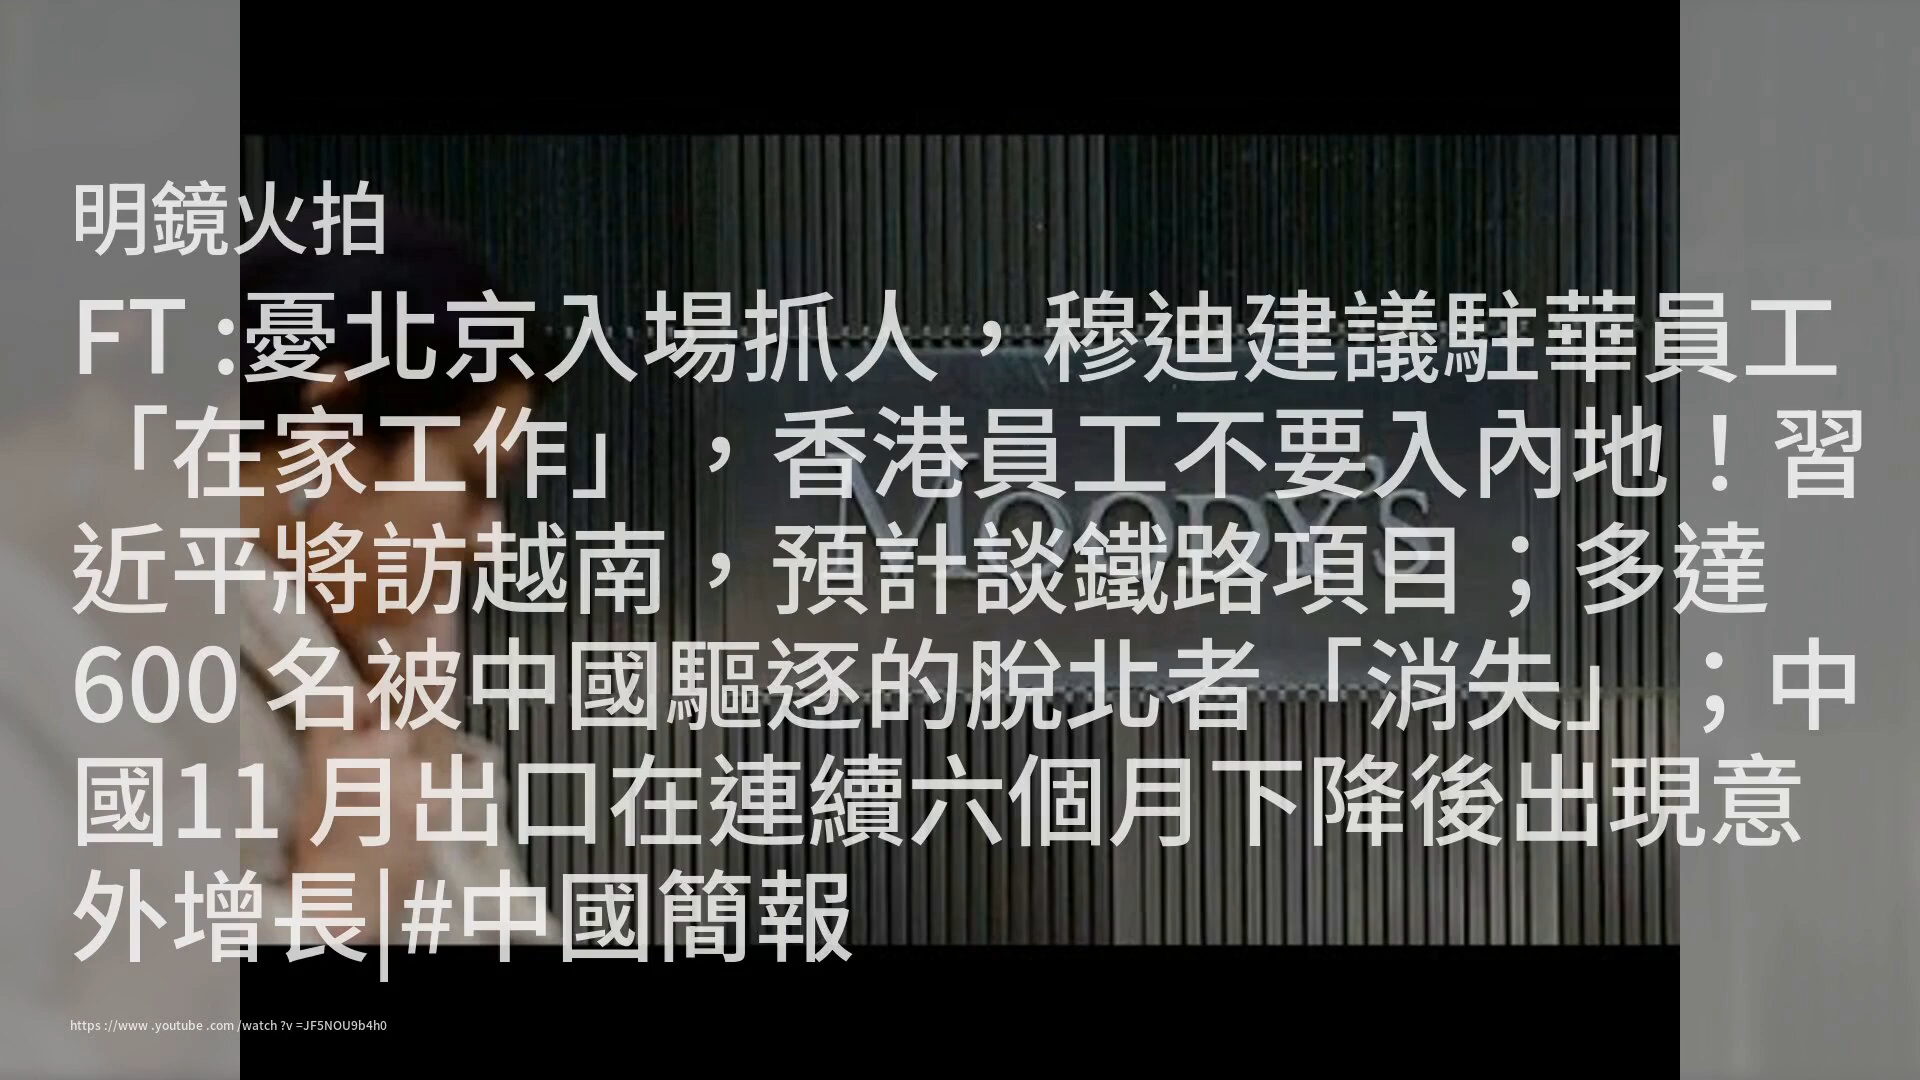 明鏡火拍
FT :憂北京入場抓人，穆迪建議駐華員工
「在家工作」，香港員工不要入內地！習
近平將訪越南，預計談鐵路項目；多達
600 名被中國驅逐的脫北者「消失」；中
國11 月出口在連續六個月下降後出現意
外增長|#中國簡報
MOODY'S
https ://www .youtube .com /watch ?v =JF5NOU9b4h0